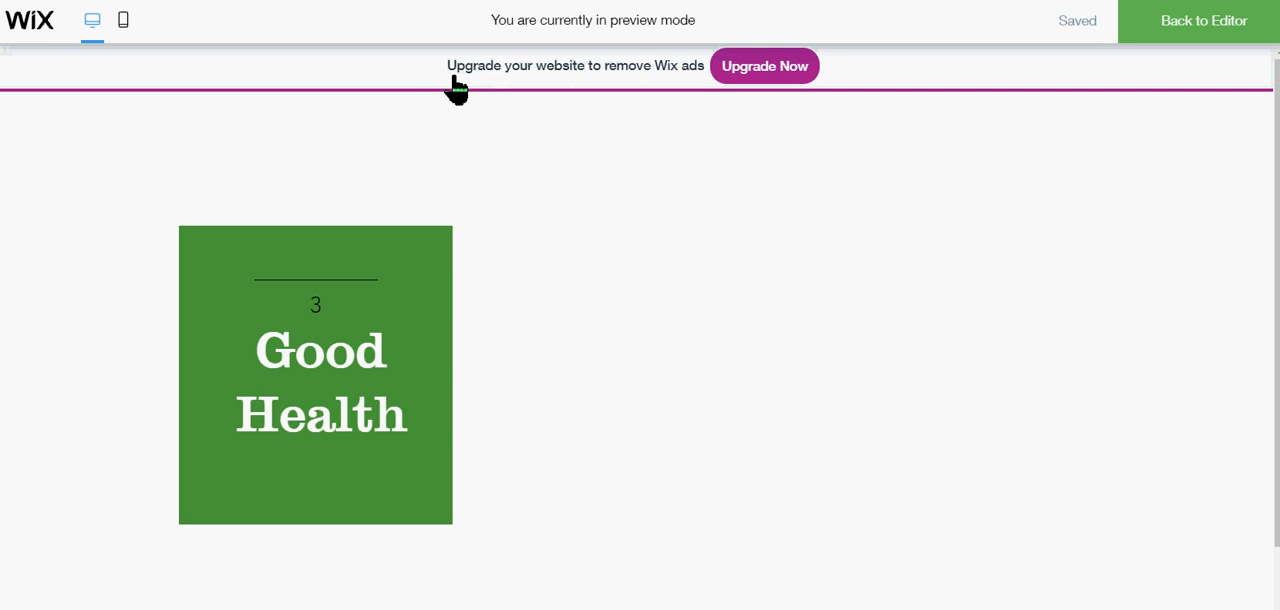 WiX
You are currently in preview mode
Saved
Back to Editor
Upgrade your website to remove Wix ads
Upgrade Now
3
Good
Health